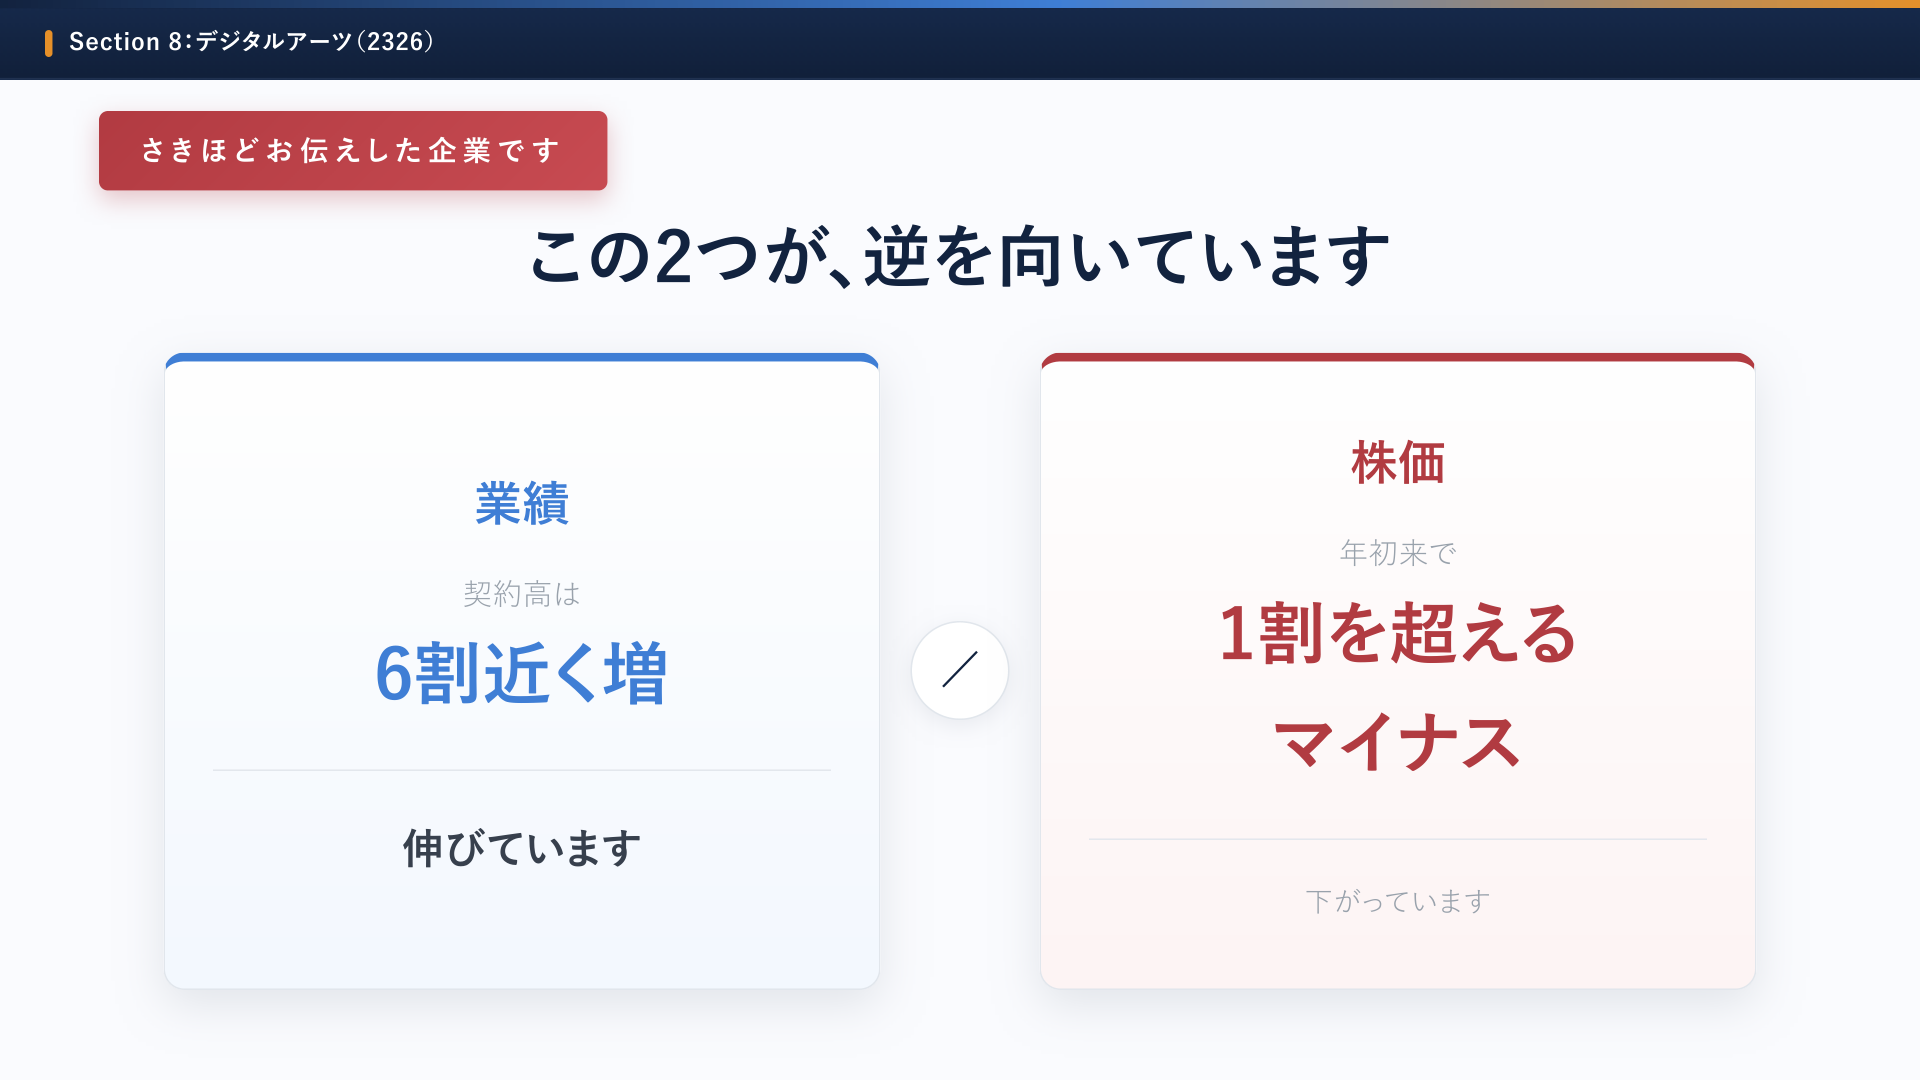 Section 8：デジタルアーツ（2326）
さきほどお伝えした企業です
この2つが、逆を向いています
業績
契約高は
6割近く増
伸びています
／
株価
年初来で
1割を超える
マイナス
下がっています